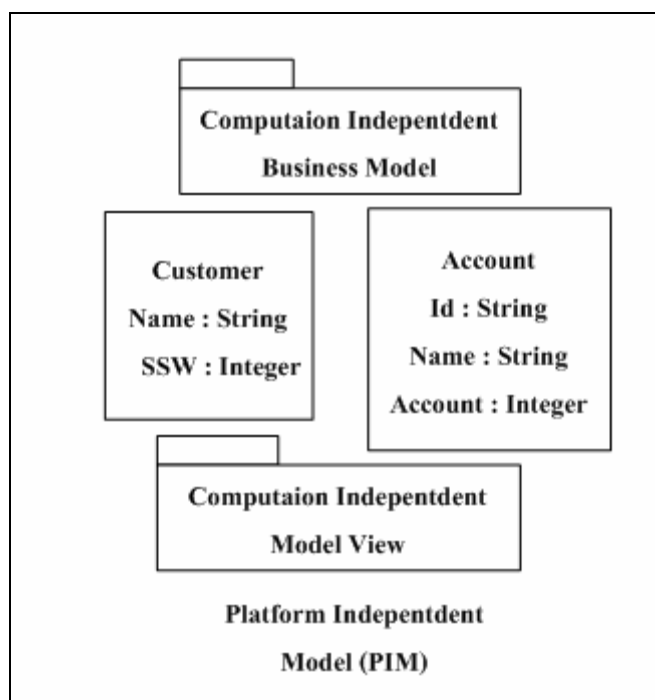 Computaion Indepentdent
Business Model
Customer
Name : String
SSW : Integer
Account
Id : String
Name : String
Account : Integer
Computaion Indepentdent
Model View
Platform Indepentdent
Model (PIM)